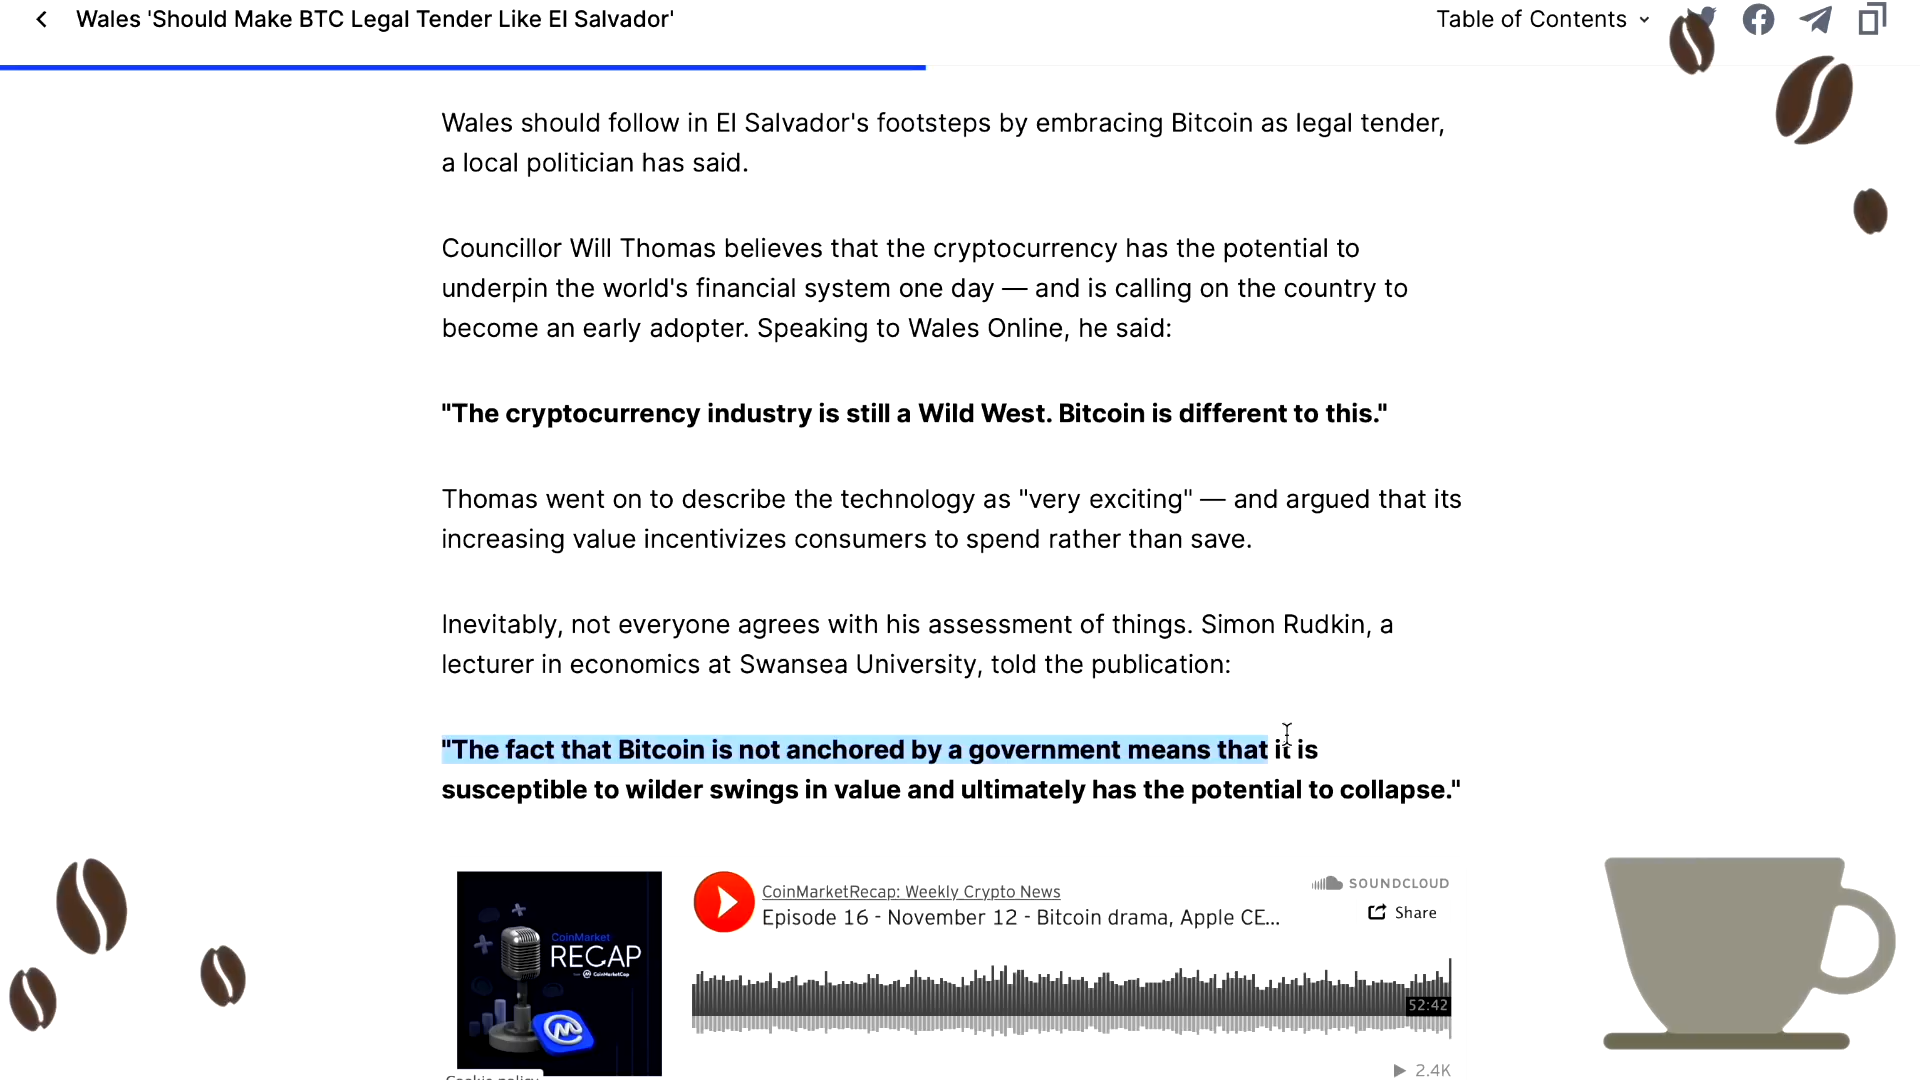 Wales 'Should Make BTC Legal Tender Like El Salvador'
Table of Contents
Wales should follow in El Salvador's footsteps by embracing Bitcoin as legal tender,
a local politician has said.
Councillor Will Thomas believes that the cryptocurrency has the potential to
underpin the world's financial system one day — and is calling on the country to
become an early adopter. Speaking to Wales Online, he said:
"The cryptocurrency industry is still a Wild West. Bitcoin is different to this."
Thomas went on to describe the technology as "very exciting" — and argued that its
increasing value incentivizes consumers to spend rather than save.
Inevitably, not everyone agrees with his assessment of things. Simon Rudkin, a
lecturer in economics at Swansea University, told the publication:
"The fact that Bitcoin is not anchored by a government means that it is
susceptible to wilder swings in value and ultimately has the potential to collapse."
CoinMarket
RECAP
CoinMarketCap
CoinMarketRecap: Weekly Crypto News
Episode 16 - November 12 - Bitcoin drama, Apple CE...
SOUNDCLOUD
Share
52:42
2.4K
Cookie policy